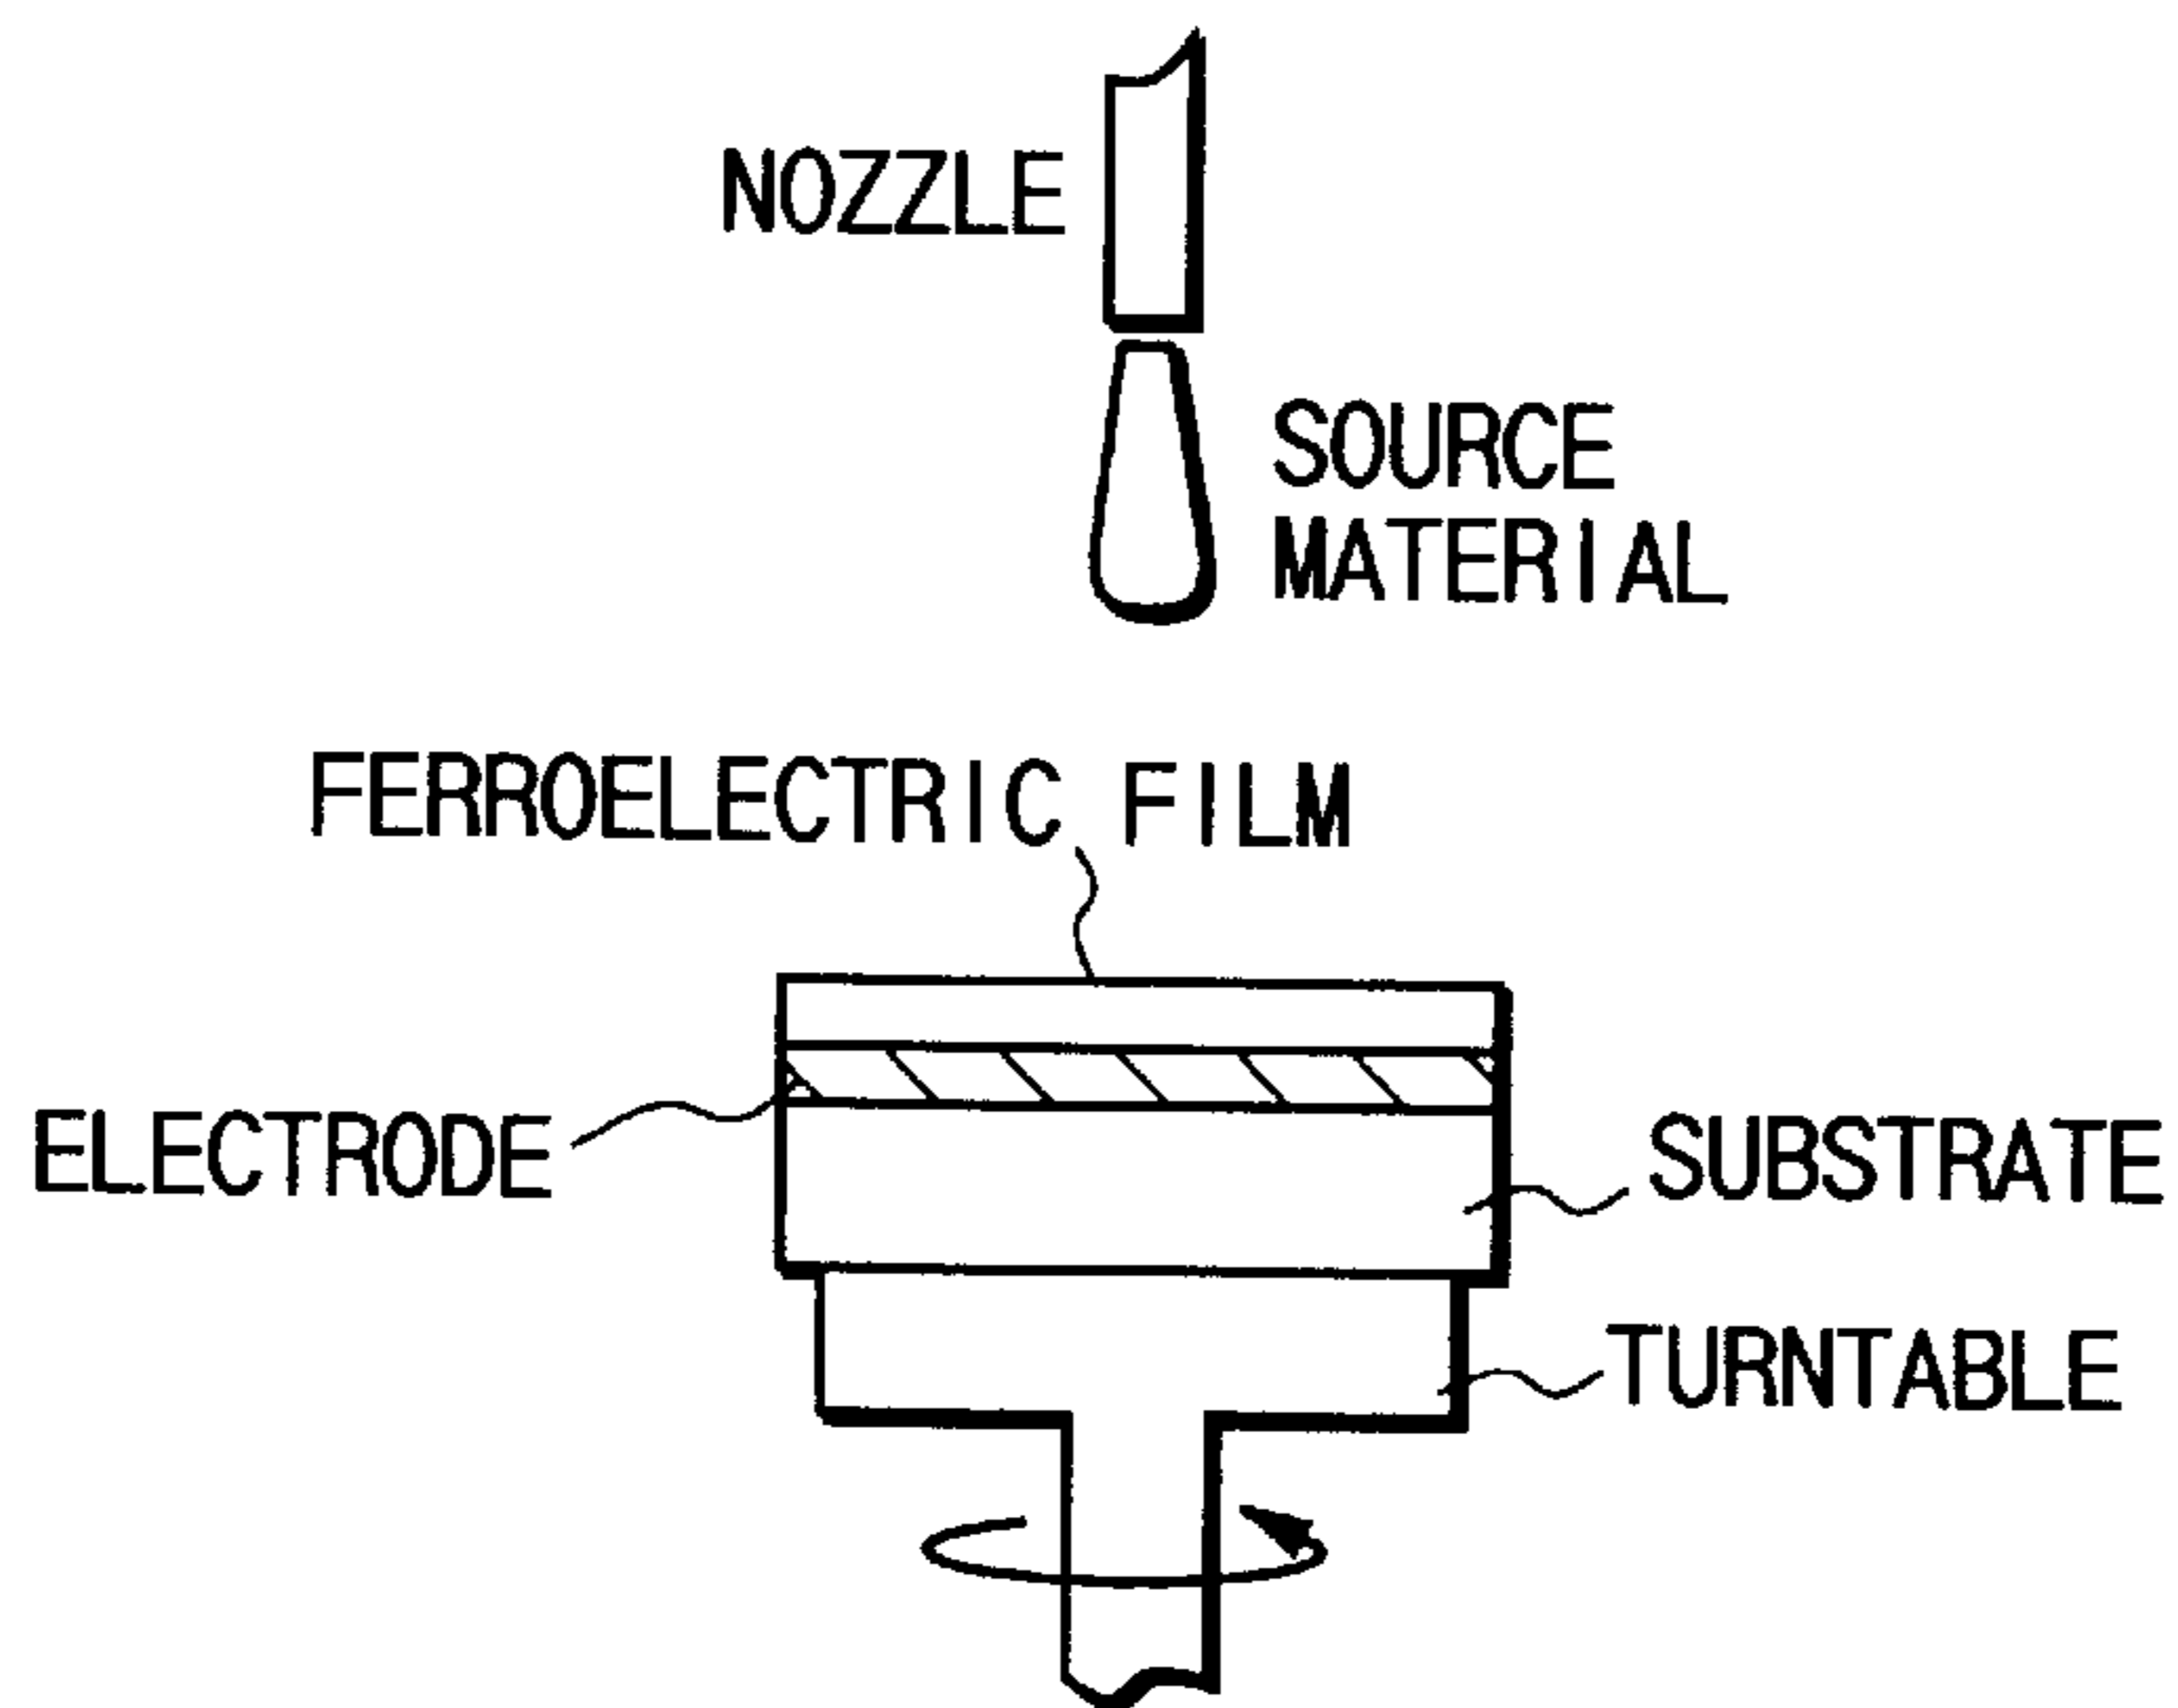 NOZZLE
SOURCE
MATERIAL
FERROELECTRIC FILM
ELECTRODE
SUBSTRATE
TURNTABLE